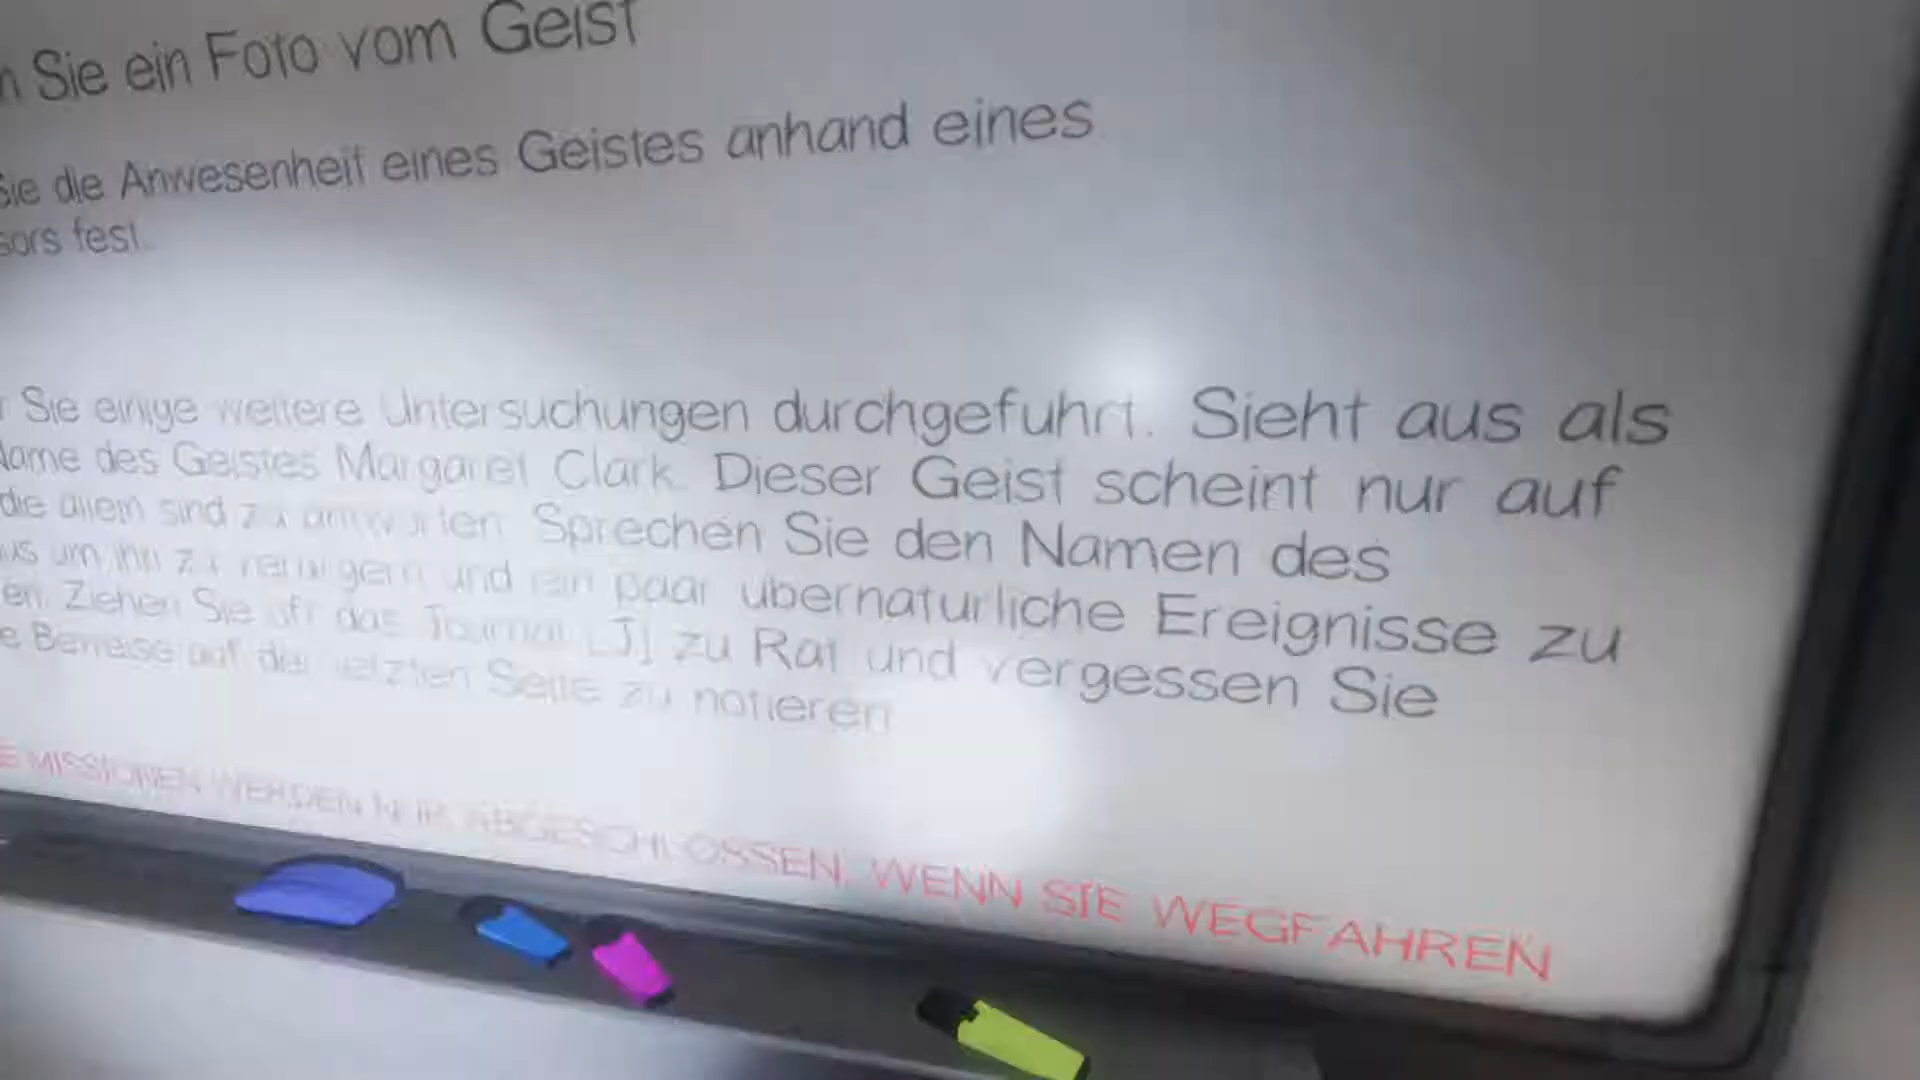 Sie ein Foto vom Geist
Sie die Anwesenheit eines Geistes anhand eines
sors fest.
Sie einige weitere Untersuchungen durchgefuhrt. Sieht aus als
Name des Geistes Margaret Clark. Dieser Geist scheint nur auf
die allein sind zu antworten. Sprechen Sie den Namen des
um ihn zu verargern und ein paar ubernaturliche Ereignisse zu
en. Ziehen Sie oft das Journal [J] zu Rat und vergessen Sie
e Beweise auf der letzten Seite zu notieren
MISSIONEN WERDEN NUR ABGESCHLOSSEN, WENN SIE WEGFAHREN